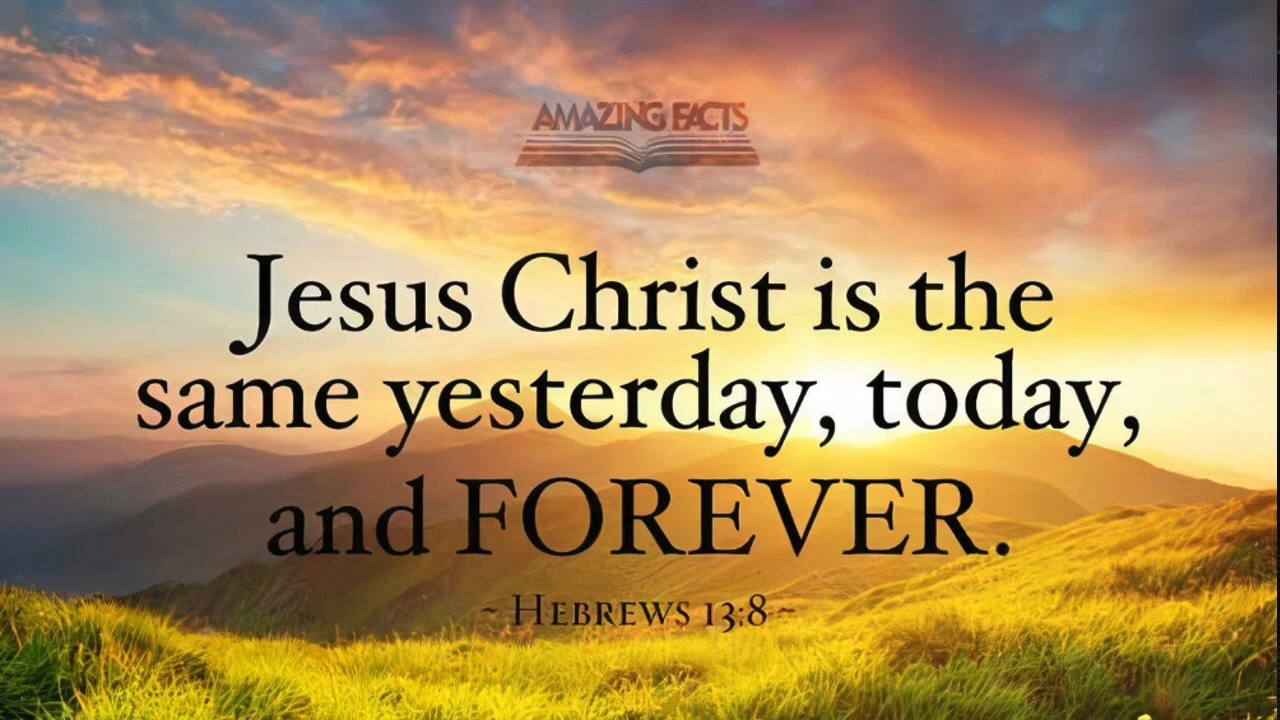 AMAZING FACTS
Jesus Christ is the
same yesterday, today,
and FOREVER.
~ HEBREWS 13:8 ~